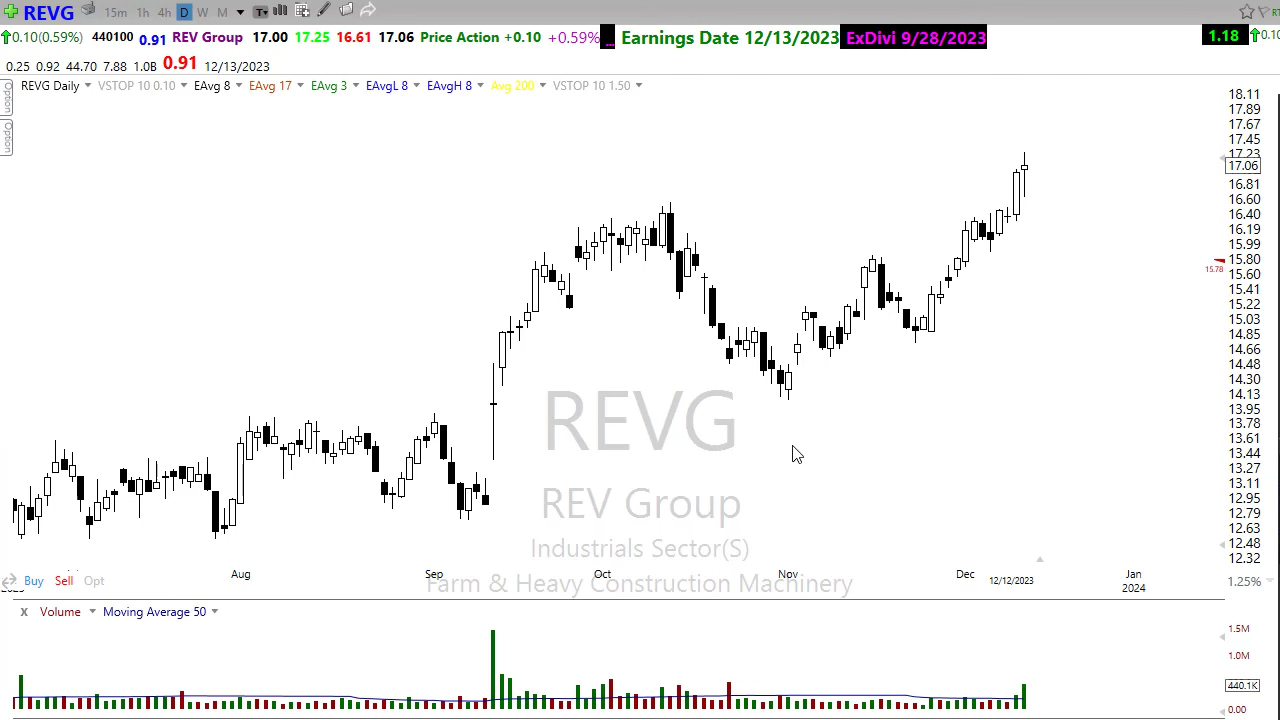 REVG 15m 1h 4h D W M
0.10(0.59%) 440100 0.91 REV Group 17.00 17.25 16.61 17.06 Price Action +0.10 +0.59% ... Earnings Date 12/13/2023 ExDivi 9/28/2023 1.18
0.25 0.92 44.70 7.88 1.0B 0.91 12/13/2023
REVG Daily VSTOP 10 0.10 EAvg 8 EAvg 17 EAvg 3 EAvgL 8 EAvgH 8 Avg 200 VSTOP 10 1.50
Option
Option
18.11
17.89
17.67
17.45
17.23
17.06
16.81
16.60
16.40
16.19
15.99
15.80
15.78
15.60
15.41
15.22
15.03
14.85
14.66
14.48
14.30
14.13
13.95
13.78
13.61
13.44
13.27
13.11
12.95
12.79
12.63
12.48
12.32
REVG
REV Group
Industrials Sector(S)
Farm & Heavy Construction Machinery
Aug Sep Oct Nov Dec 12/12/2023 Jan
2024
Buy Sell Opt 1.25%
X Volume Moving Average 50
1.5M
1.0M
440.1K
0.00